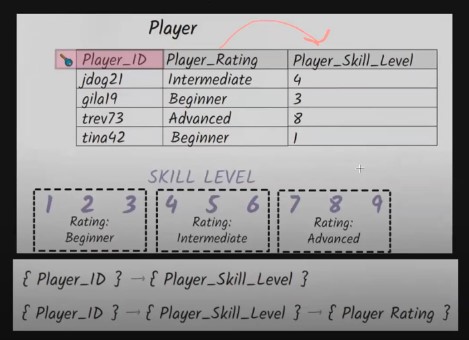 Player
Player_ID Player_Rating Player_Skill_Level
jdog21 Intermediate 4
gila19 Beginner 3
trev73 Advanced 8
tina42 Beginner 1
SKILL LEVEL
1 2 3 4 5 6 7 8 9
Rating: Rating: Rating:
Beginner Intermediate Advanced
{ Player_ID } → { Player_Skill_Level }
{ Player_ID } → { Player_Skill_Level } → { Player Rating }